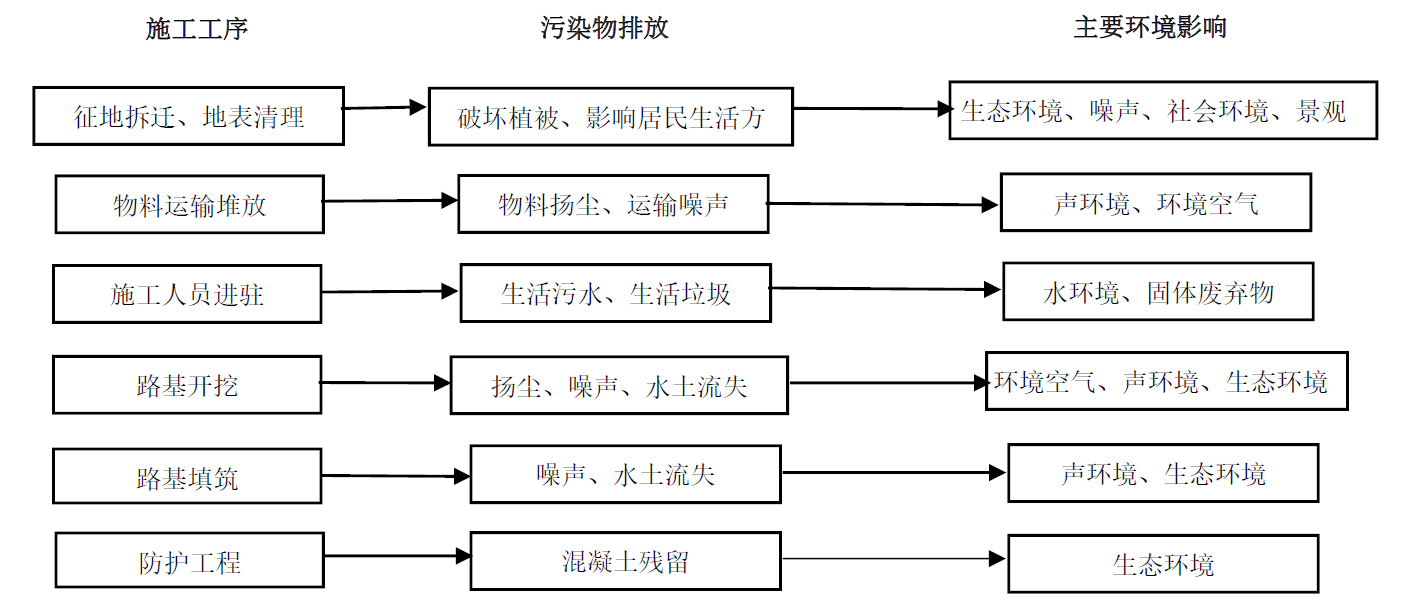 施工工序 污染物排放 主要环境影响
征地拆迁、地表清理 破坏植被、影响居民生活方 生态环境、噪声、社会环境、景观
物料运输堆放 物料扬尘、运输噪声 声环境、环境空气
施工人员进驻 生活污水、生活垃圾 水环境、固体废弃物
路基开挖 扬尘、噪声、水土流失 环境空气、声环境、生态环境
路基填筑 噪声、水土流失 声环境、生态环境
防护工程 混凝土残留 生态环境